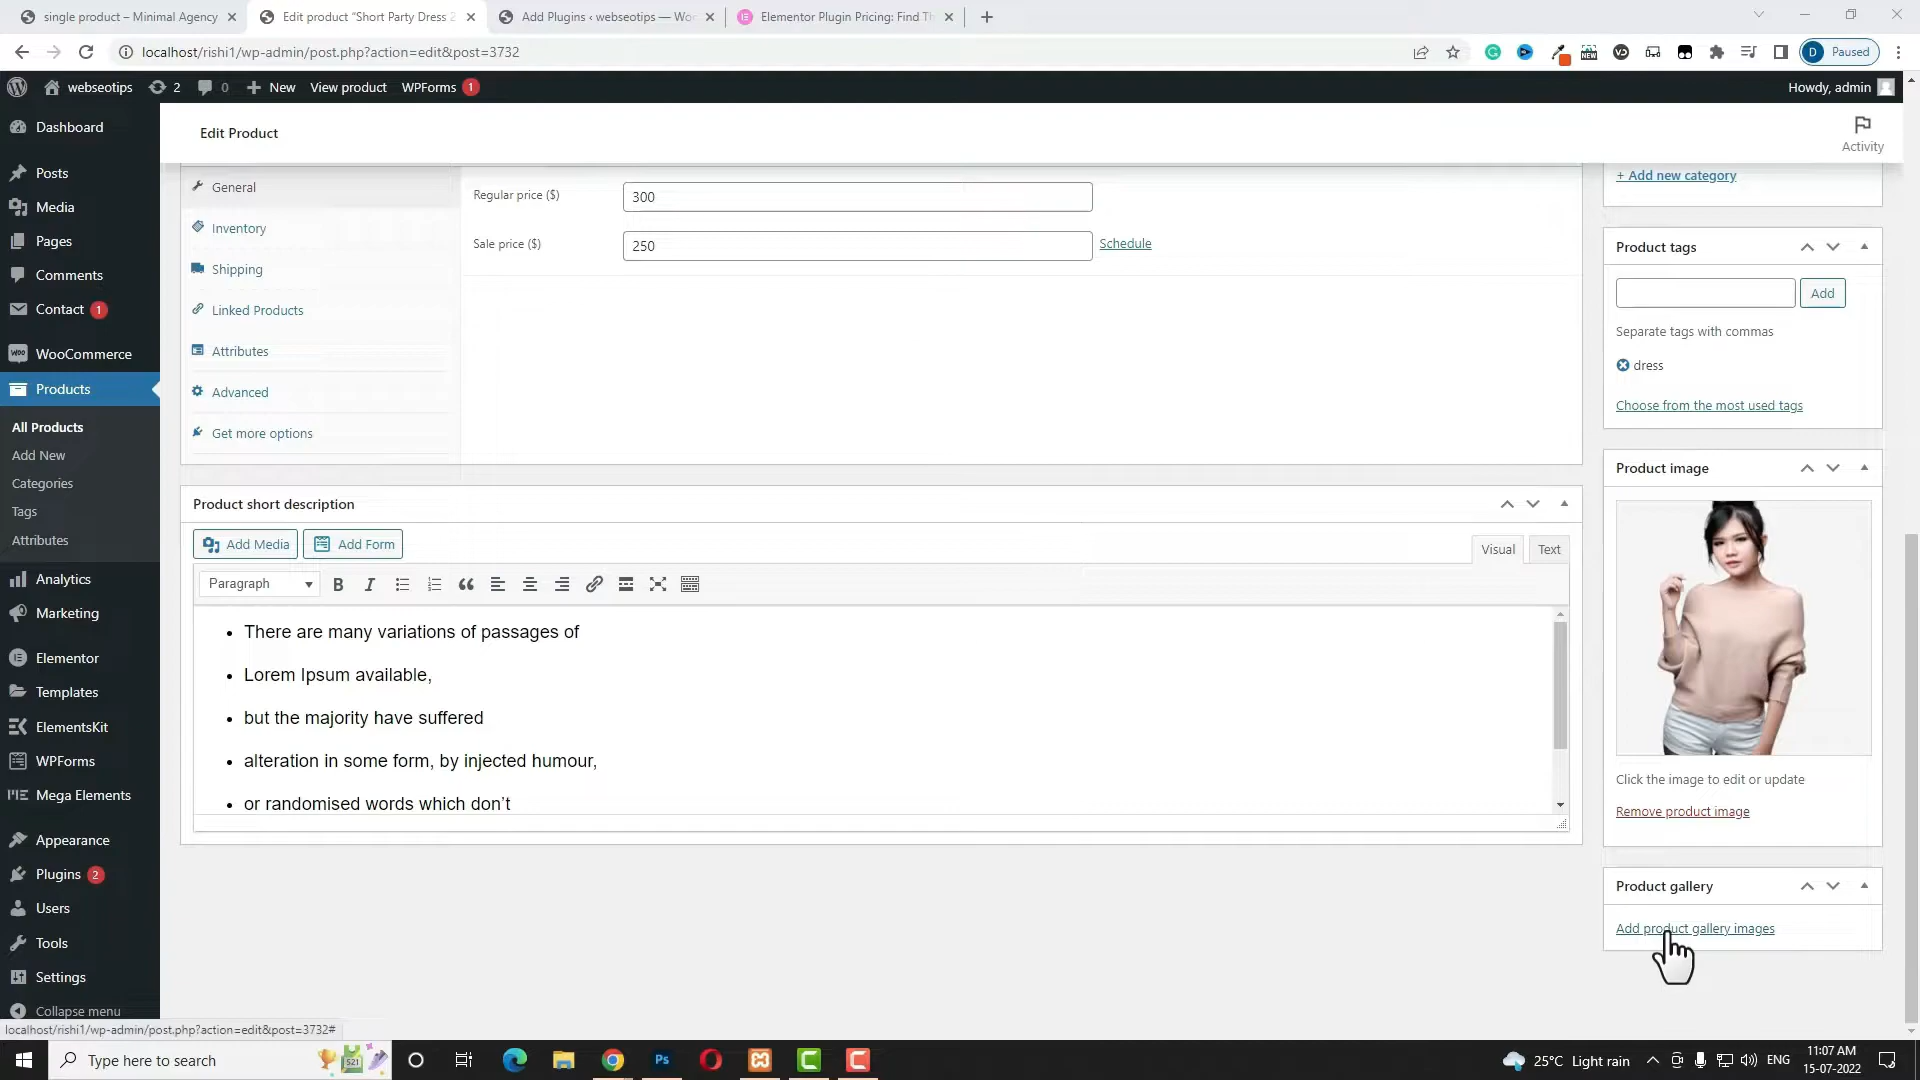 single product – Minimal Agency
Edit product “Short Party Dress 2
Add Plugins ‹ webseotips — Wo
Elementor Plugin Pricing: Find Th
localhost/rishi1/wp-admin/post.php?action=edit&post=3732
NEW
D Paused
webseotips 2 0 New View product WPForms 1
Howdy, admin
Dashboard
Posts
Media
Pages
Comments
Contact 1
WooCommerce
Products
All Products
Add New
Categories
Tags
Attributes
Analytics
Marketing
Elementor
Templates
ElementsKit
WPForms
Mega Elements
Appearance
Plugins 2
Users
Tools
Settings
Collapse menu
Edit Product
Activity
General
Inventory
Shipping
Linked Products
Attributes
Advanced
Get more options
Regular price ($) 300
Sale price ($) 250 Schedule
Product short description
Add Media Add Form
Visual Text
Paragraph
There are many variations of passages of
Lorem Ipsum available,
but the majority have suffered
alteration in some form, by injected humour,
or randomised words which don’t
+ Add new category
Product tags
Add
Separate tags with commas
dress
Choose from the most used tags
Product image
Click the image to edit or update
Remove product image
Product gallery
Add product gallery images
localhost/rishi1/wp-admin/post.php?action=edit&post=3732#
Type here to search
Ps
25°C Light rain
ENG
11:07 AM
15-07-2022